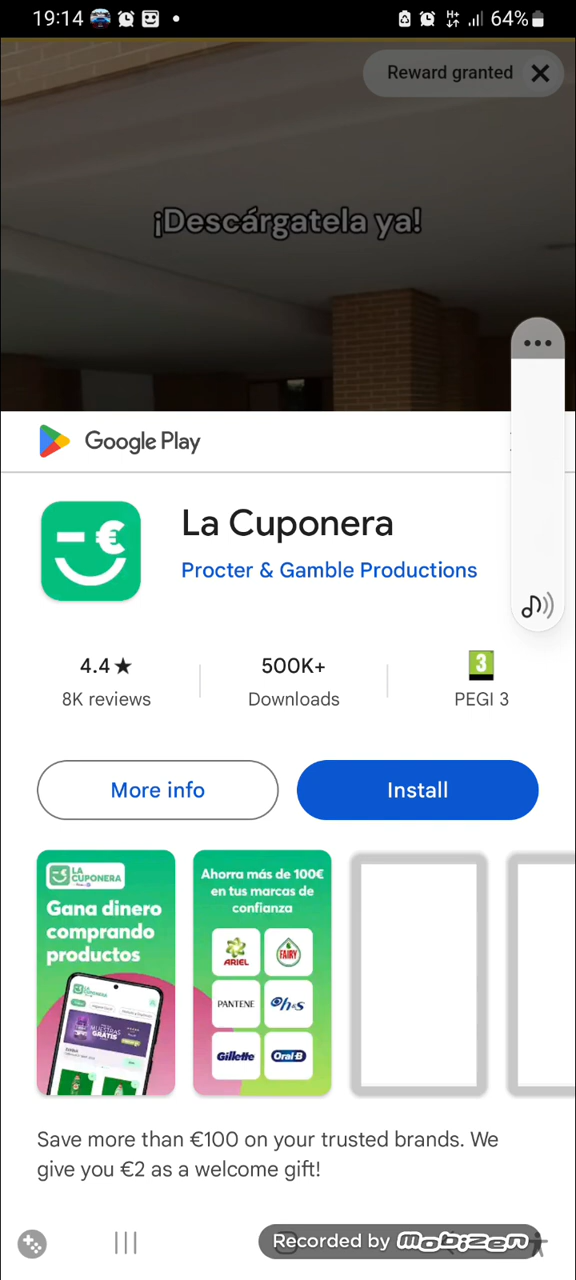 19:14
64%
Reward granted
¡Descárgatela ya!
Google Play
La Cuponera
Procter & Gamble Productions
4.4★
8K reviews
500K+
Downloads
3
PEGI 3
More info
Install
LA
CUPONERA
Gana dinero
comprando
productos
MUESTRAS
GRATIS
Ahorra más de 100€
en tus marcas de
confianza
ARIEL
FAIRY
PANTENE
h&s
Gillette
Oral-B
Save more than €100 on your trusted brands. We
give you €2 as a welcome gift!
Recorded by mobizen